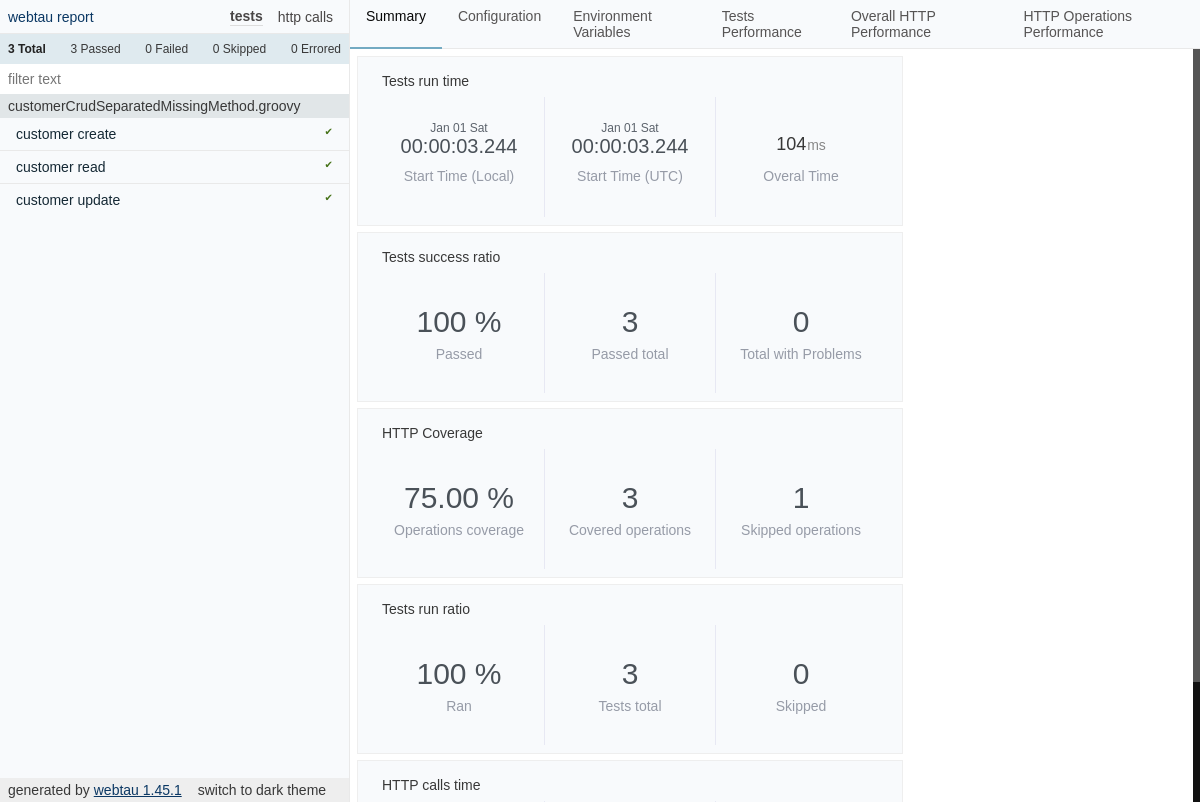 webtau report tests http calls
3 Total 3 Passed 0 Failed 0 Skipped 0 Errored
filter text
customerCrudSeparatedMissingMethod.groovy
customer create ✔
customer read ✔
customer update ✔
generated by webtau 1.45.1 switch to dark theme
Summary
Configuration
Environment
Variables
Tests
Performance
Overall HTTP
Performance
HTTP Operations
Performance
Tests run time
Jan 01 Sat
00:00:03.244
Start Time (Local)
Jan 01 Sat
00:00:03.244
Start Time (UTC)
104ms
Overal Time
Tests success ratio
100 %
Passed
3
Passed total
0
Total with Problems
HTTP Coverage
75.00 %
Operations coverage
3
Covered operations
1
Skipped operations
Tests run ratio
100 %
Ran
3
Tests total
0
Skipped
HTTP calls time